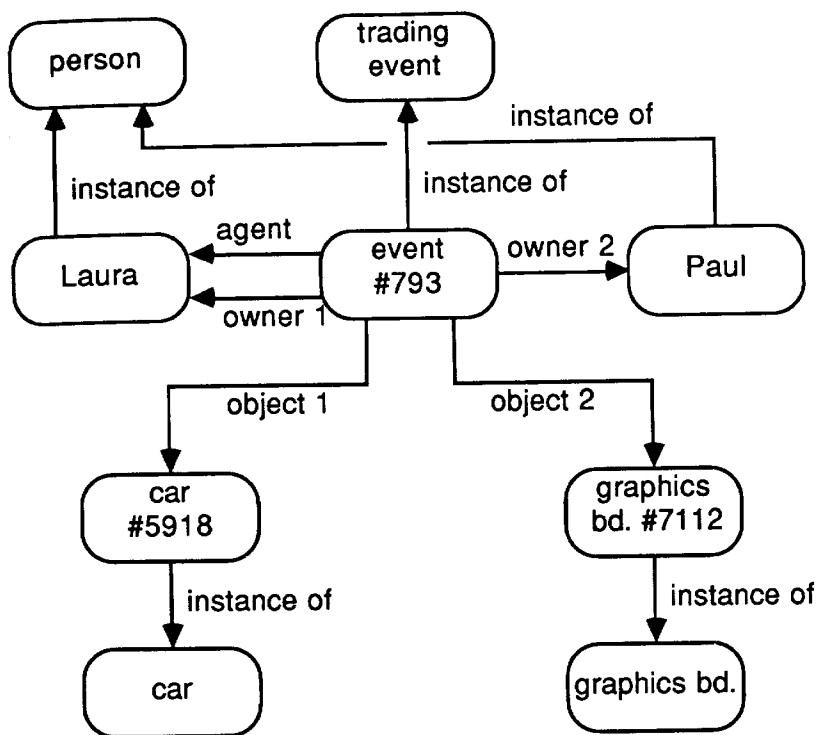 person
trading
event
instance of
instance of
instance of
agent
Laura
event
#793
owner 2
Paul
owner 1
object 1
object 2
car
#5918
graphics
bd. #7112
instance of
instance of
car
graphics bd.